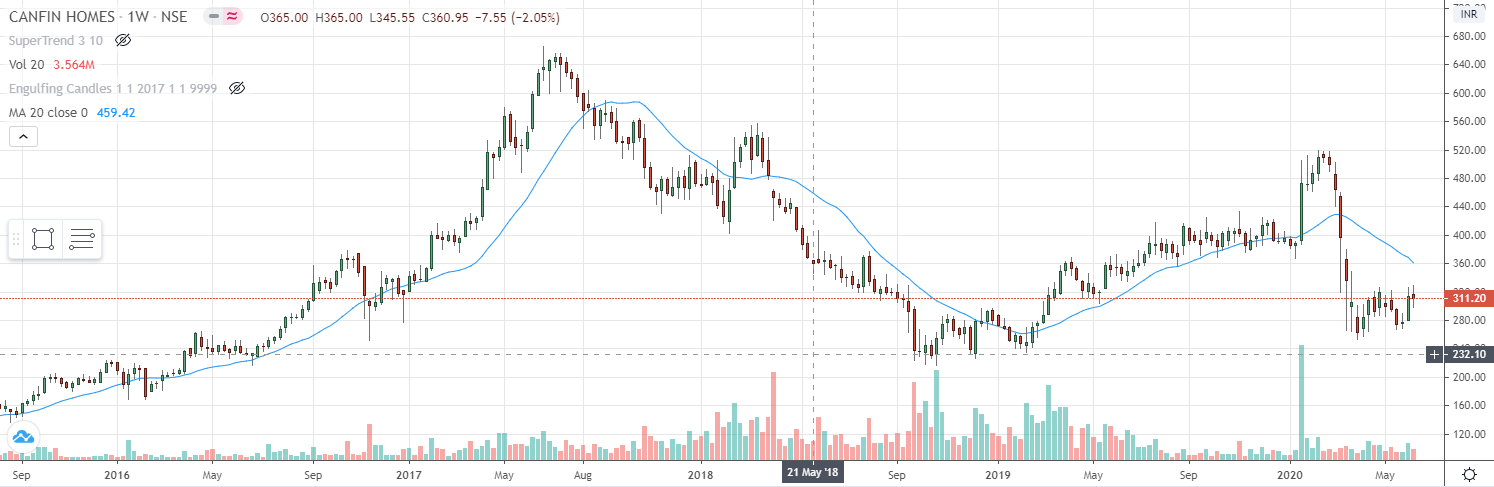 CANFIN HOMES · 1W · NSE O365.00 H365.00 L345.55 C360.95 −7.55 (−2.05%)
SuperTrend 3 10
Vol 20 3.564M
Engulfing Candles 1 1 2017 1 1 9999
MA 20 close 0 459.42
INR
680.00
640.00
600.00
560.00
520.00
480.00
440.00
400.00
360.00
311.20
280.00
232.10
200.00
160.00
120.00
Sep 2016 May Sep 2017 May Aug 2018 21 May '18 Sep 2019 May Sep 2020 May